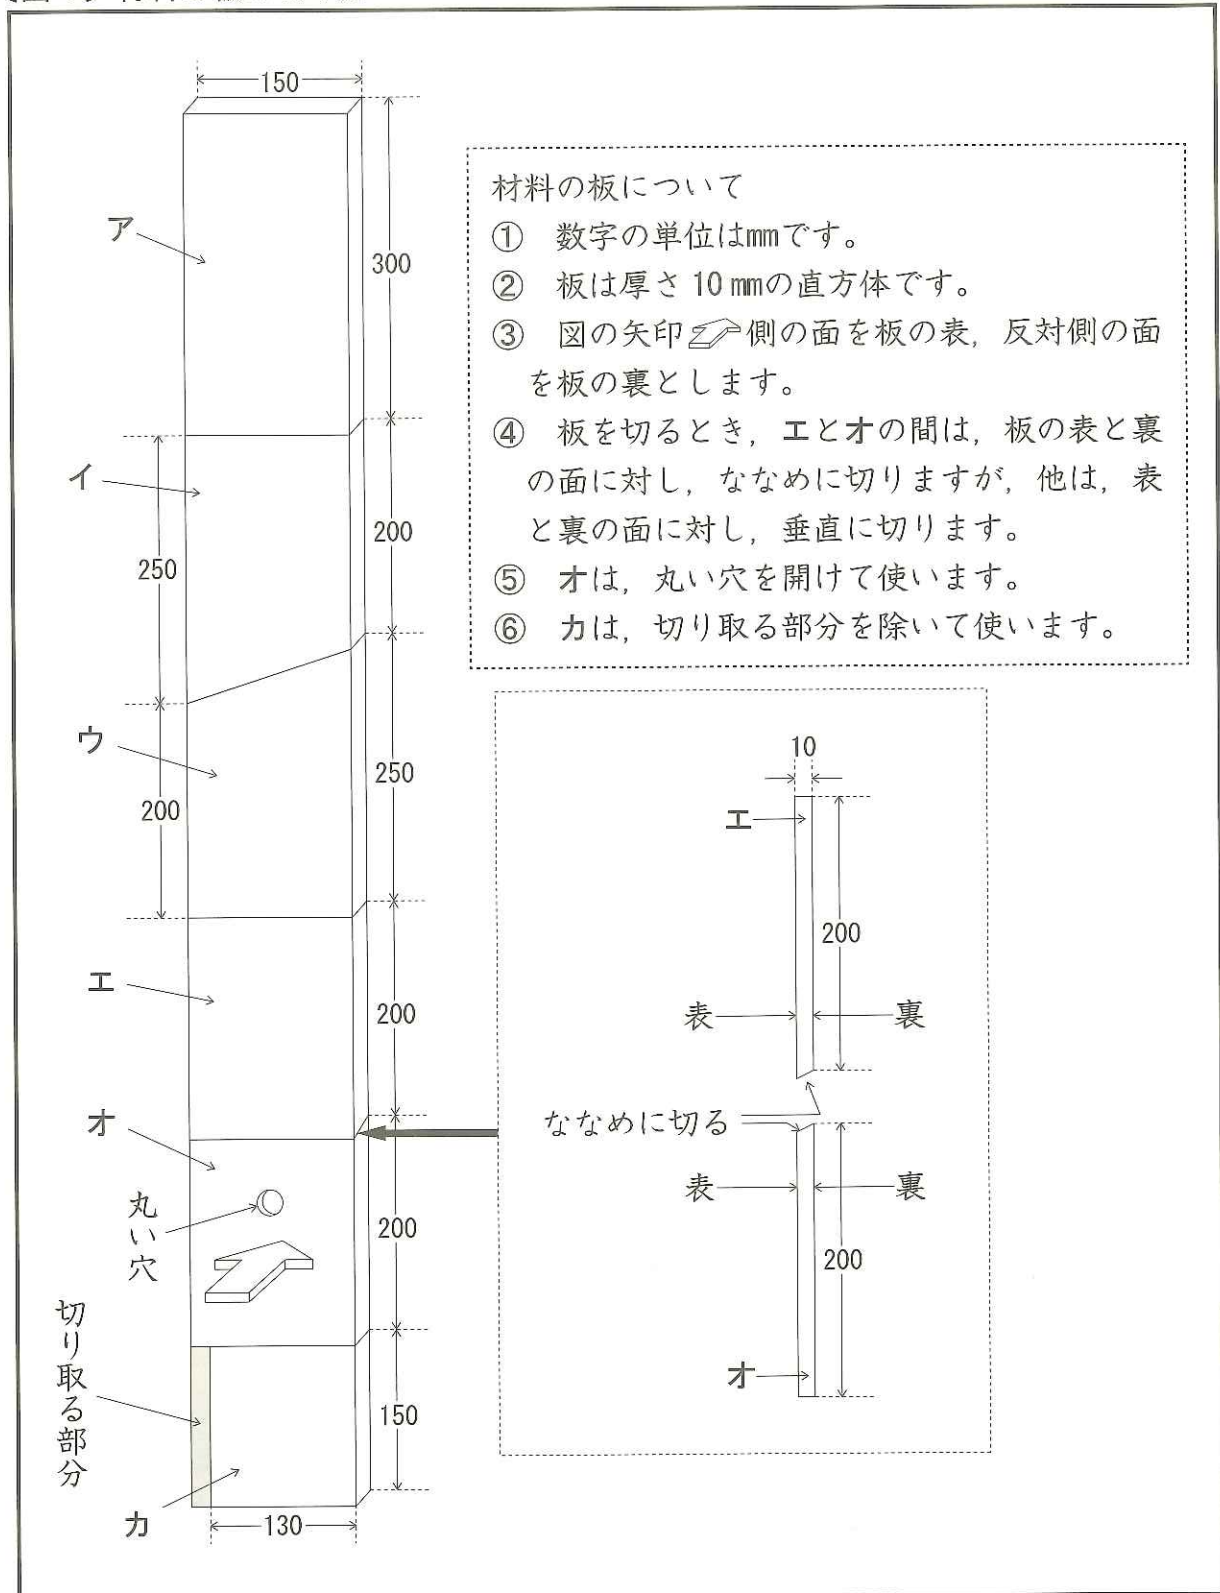 150
ア
300
イ
200
250
ウ
250
200
エ
200
オ
丸い穴
200
切り取る部分
150
カ
130
材料の板について
① 数字の単位は㎜です。
② 板は厚さ10㎜の直方体です。
③ 図の矢印側の面を板の表，反対側の面
を板の裏とします。
④ 板を切るとき，エとオの間は，板の表と裏
の面に対し，ななめに切りますが，他は，表
と裏の面に対し，垂直に切ります。
⑤ オは，丸い穴を開けて使います。
⑥ カは，切り取る部分を除いて使います。
10
エ
200
表
裏
ななめに切る
表
裏
200
オ